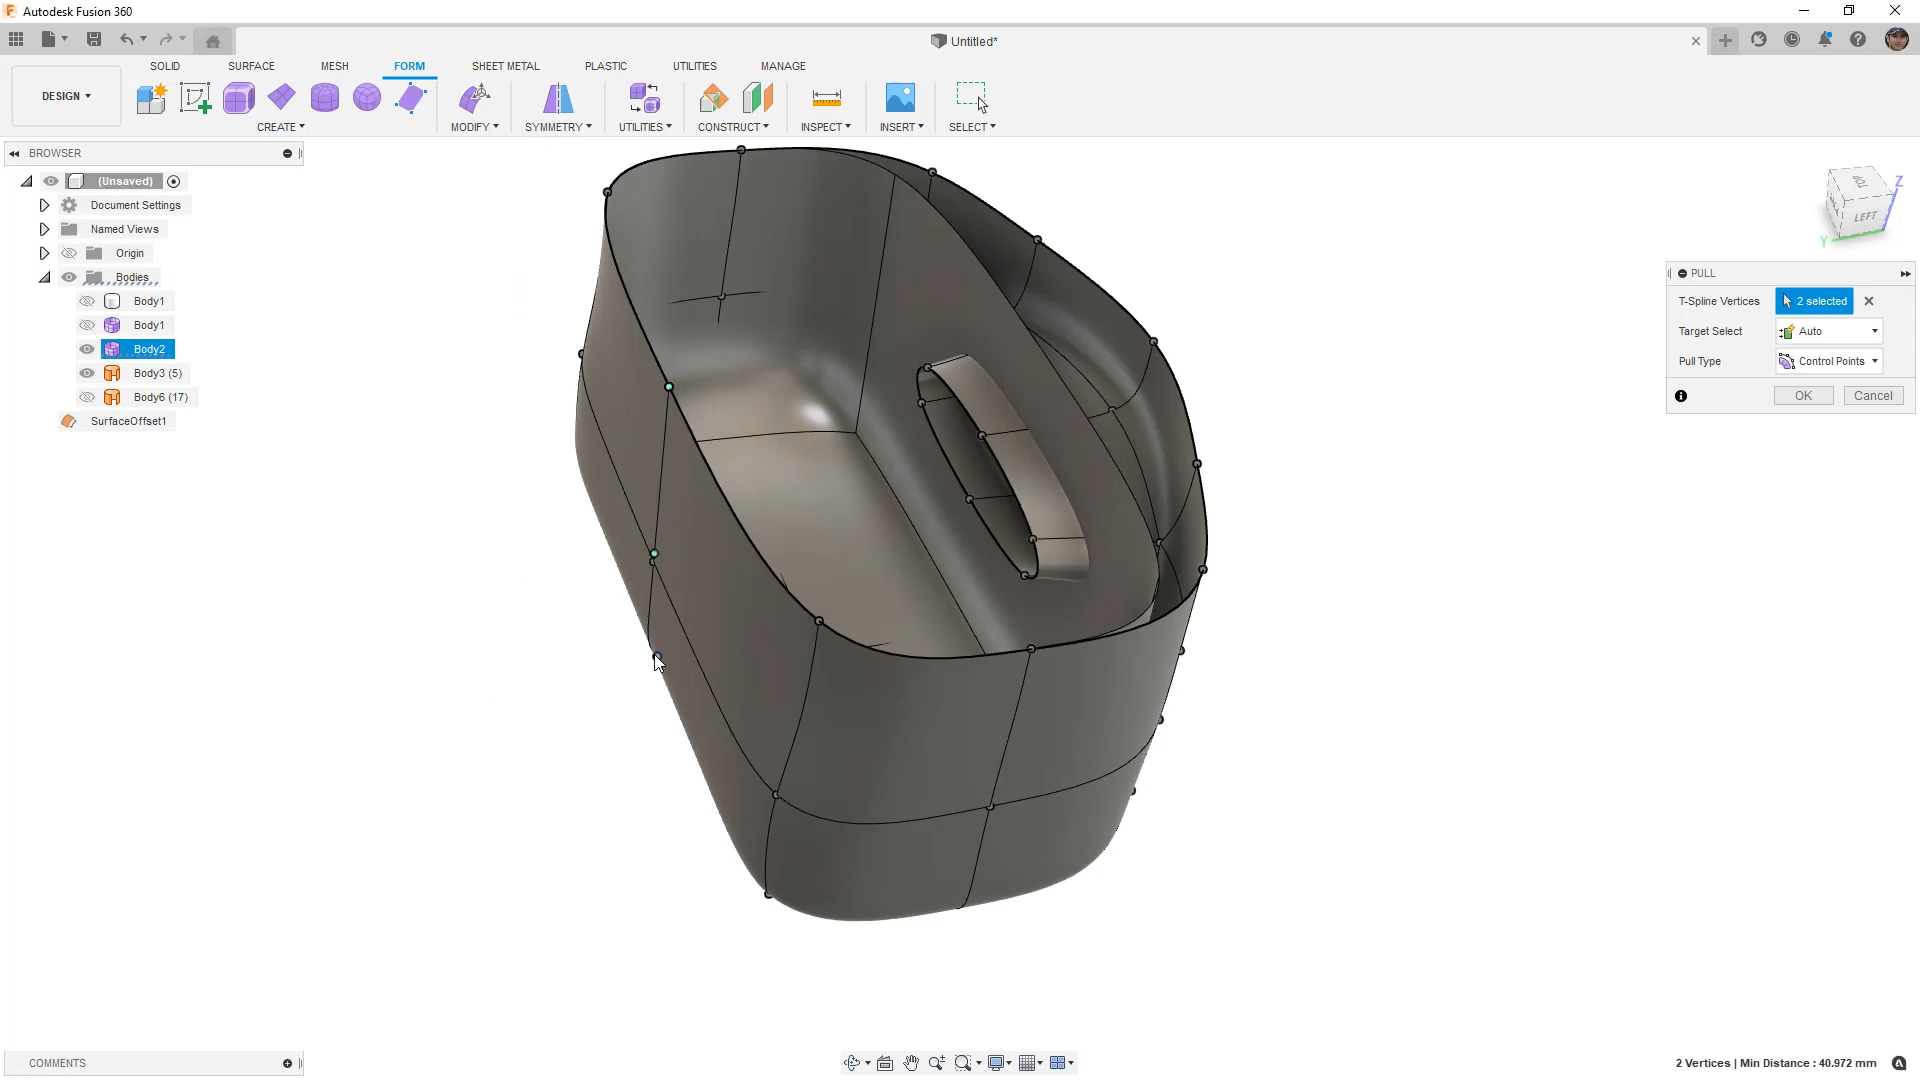 Autodesk Fusion 360
Untitled*
DESIGN
SOLID
SURFACE
MESH
FORM
SHEET METAL
PLASTIC
UTILITIES
MANAGE
CREATE
MODIFY
SYMMETRY
UTILITIES
CONSTRUCT
INSPECT
INSERT
SELECT
BROWSER
(Unsaved)
Document Settings
Named Views
Origin
Bodies
Body1
Body1
Body2
Body3 (5)
Body6 (17)
SurfaceOffset1
TOP
LEFT
Z
Y
PULL
T-Spline Vertices
2 selected
Target Select
Auto
Pull Type
Control Points
OK
Cancel
COMMENTS
2 Vertices | Min Distance : 40.972 mm